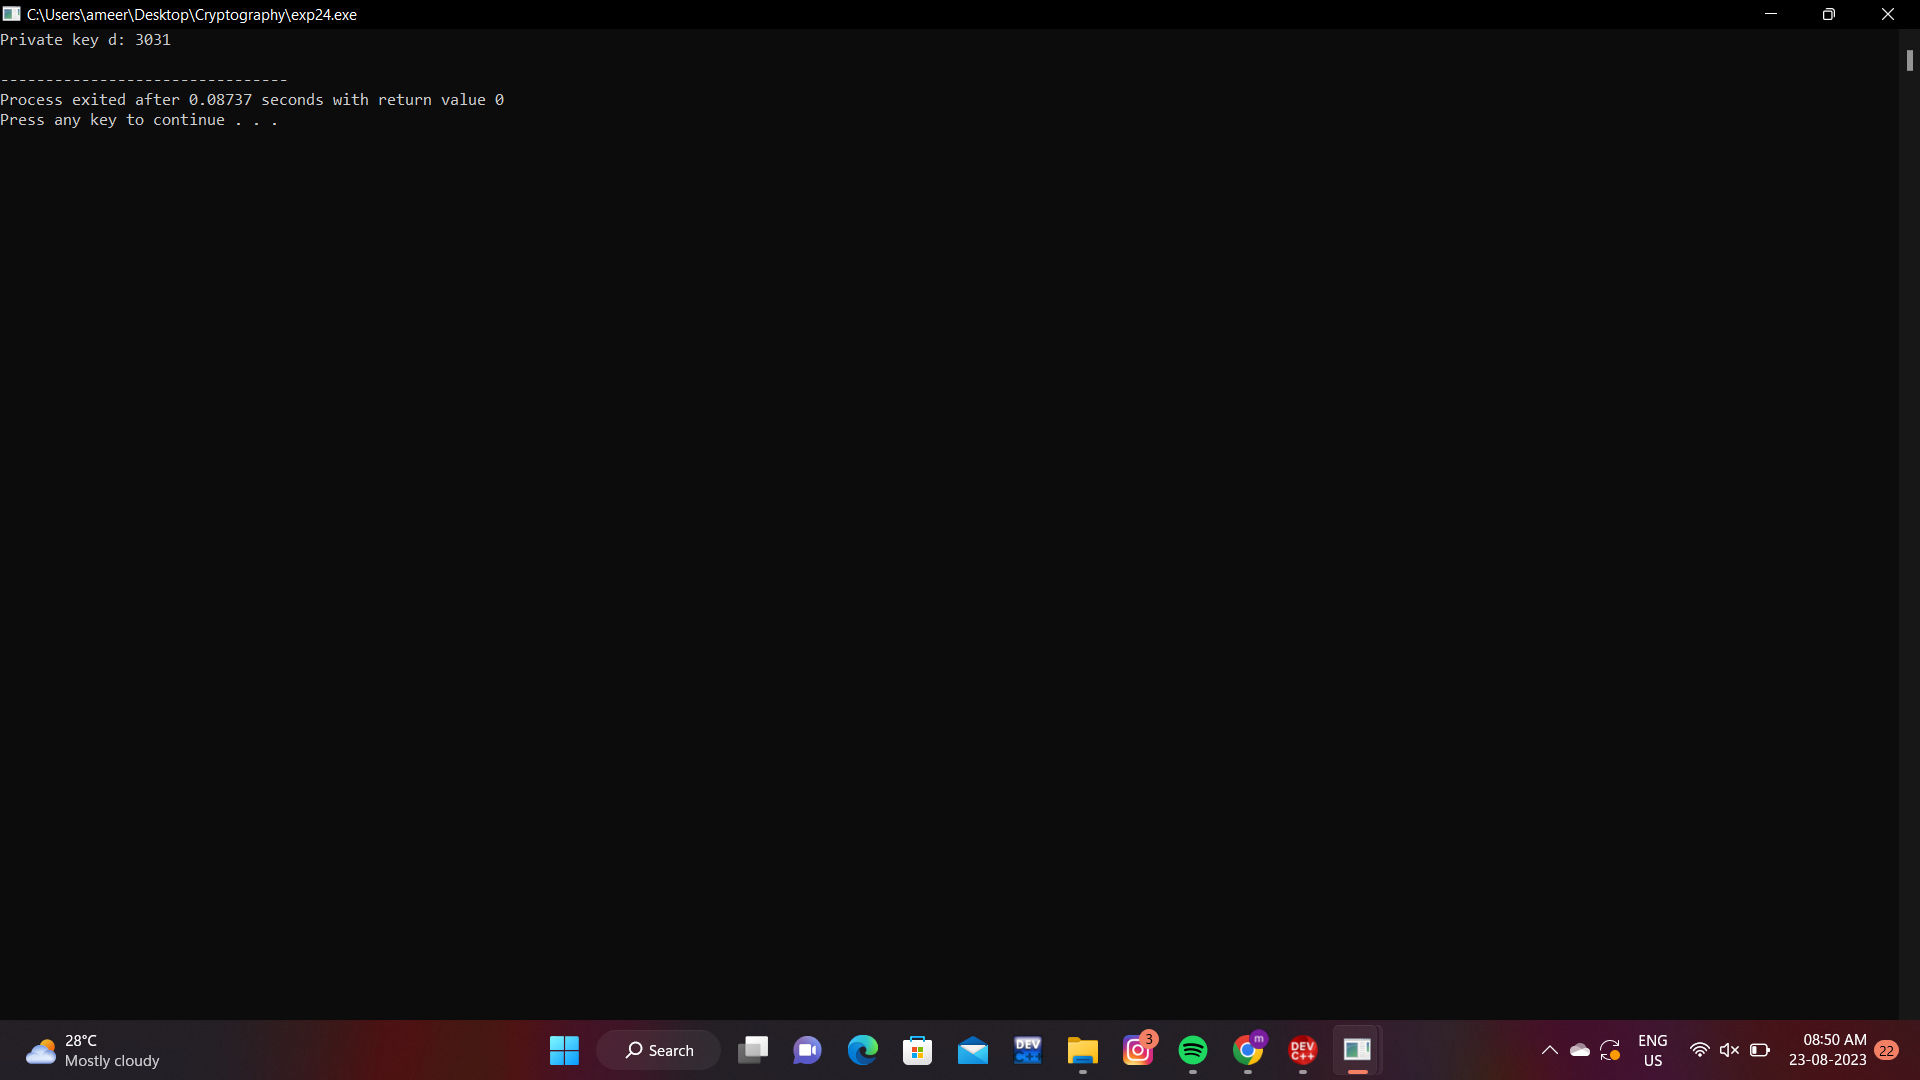 C:\Users\ameer\Desktop\Cryptography\exp24.exe
Private key d: 3031
--------------------------------
Process exited after 0.08737 seconds with return value 0
Press any key to continue . . .
28°C
Mostly cloudy
Search
DEV
C++
3
m
DEV
C++
ENG
US
08:50 AM
23-08-2023
22